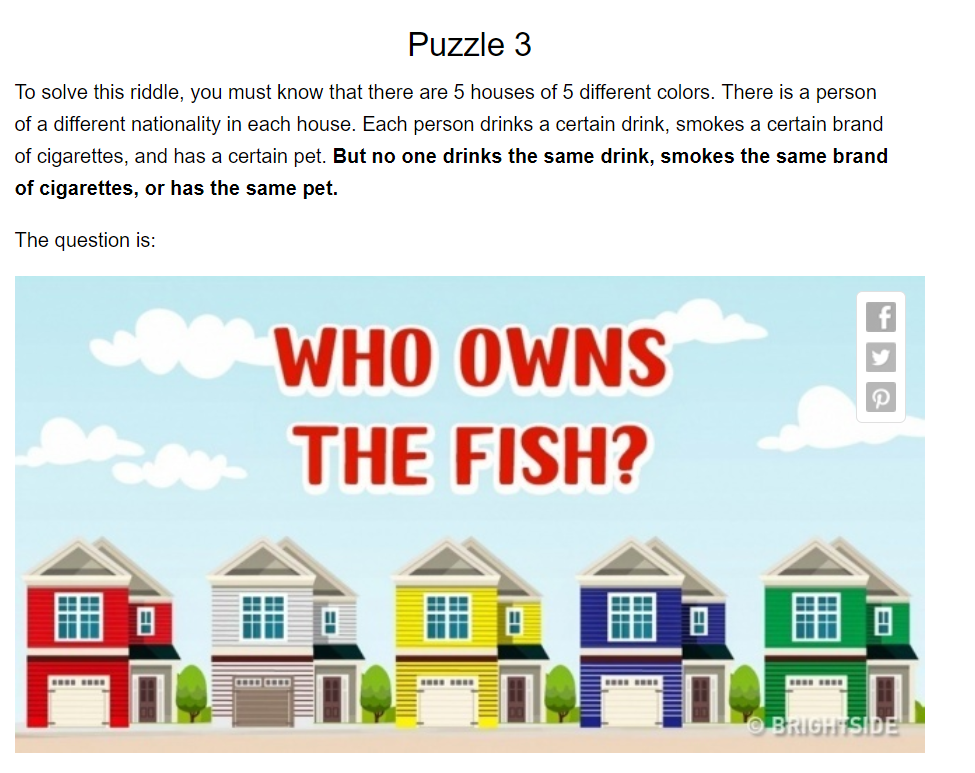 Puzzle 3
To solve this riddle, you must know that there are 5 houses of 5 different colors. There is a person
of a different nationality in each house. Each person drinks a certain drink, smokes a certain brand
of cigarettes, and has a certain pet. But no one drinks the same drink, smokes the same brand
of cigarettes, or has the same pet.
The question is:
WHO OWNS
THE FISH?
© BRIGHTSIDE